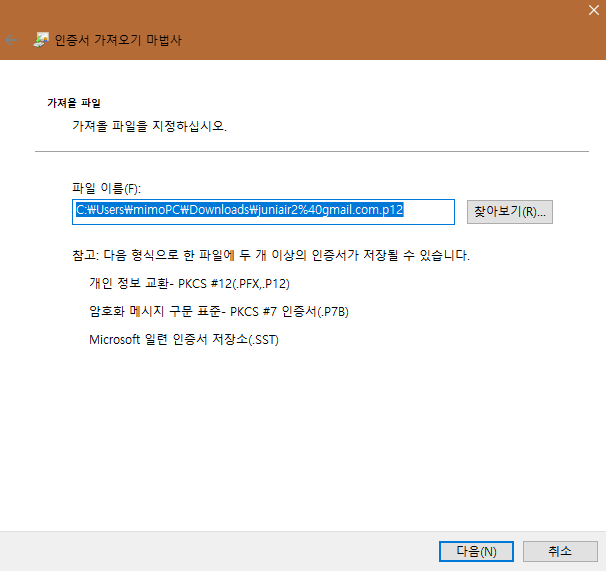 인증서 가져오기 마법사
가져올 파일
가져올 파일을 지정하십시오.
파일 이름(F):
C:₩Users₩mimoPC₩Downloads₩juniair2%40gmail.com.p12
찾아보기(R)...
참고: 다음 형식으로 한 파일에 두 개 이상의 인증서가 저장될 수 있습니다.
개인 정보 교환- PKCS #12(.PFX,.P12)
암호화 메시지 구문 표준- PKCS #7 인증서(.P7B)
Microsoft 일련 인증서 저장소(.SST)
다음(N)
취소